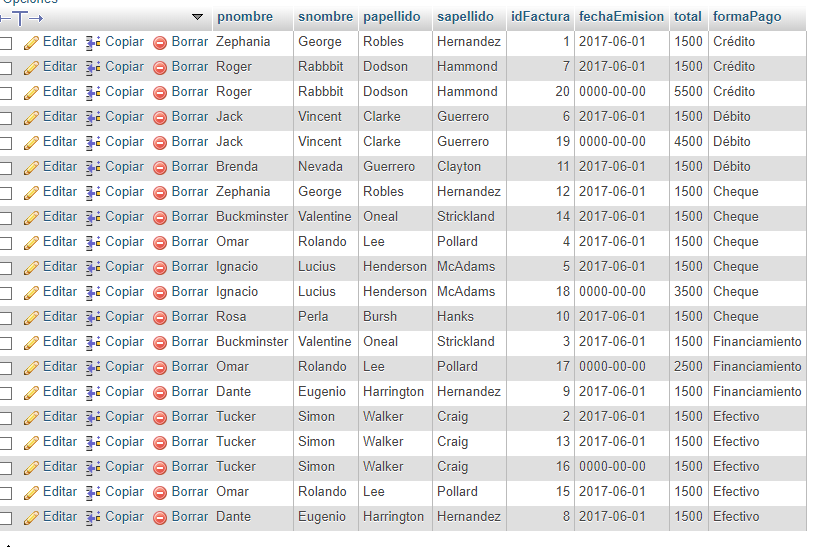 Opciones
pnombre snombre papellido sapellido idFactura fechaEmision total formaPago
Editar Copiar Borrar Zephania George Robles Hernandez 1 2017-06-01 1500 Crédito
Editar Copiar Borrar Roger Rabbbit Dodson Hammond 7 2017-06-01 1500 Crédito
Editar Copiar Borrar Roger Rabbbit Dodson Hammond 20 0000-00-00 5500 Crédito
Editar Copiar Borrar Jack Vincent Clarke Guerrero 6 2017-06-01 1500 Débito
Editar Copiar Borrar Jack Vincent Clarke Guerrero 19 0000-00-00 4500 Débito
Editar Copiar Borrar Brenda Nevada Guerrero Clayton 11 2017-06-01 1500 Débito
Editar Copiar Borrar Zephania George Robles Hernandez 12 2017-06-01 1500 Cheque
Editar Copiar Borrar Buckminster Valentine Oneal Strickland 14 2017-06-01 1500 Cheque
Editar Copiar Borrar Omar Rolando Lee Pollard 4 2017-06-01 1500 Cheque
Editar Copiar Borrar Ignacio Lucius Henderson McAdams 5 2017-06-01 1500 Cheque
Editar Copiar Borrar Ignacio Lucius Henderson McAdams 18 0000-00-00 3500 Cheque
Editar Copiar Borrar Rosa Perla Bursh Hanks 10 2017-06-01 1500 Cheque
Editar Copiar Borrar Buckminster Valentine Oneal Strickland 3 2017-06-01 1500 Financiamiento
Editar Copiar Borrar Omar Rolando Lee Pollard 17 0000-00-00 2500 Financiamiento
Editar Copiar Borrar Dante Eugenio Harrington Hernandez 9 2017-06-01 1500 Financiamiento
Editar Copiar Borrar Tucker Simon Walker Craig 2 2017-06-01 1500 Efectivo
Editar Copiar Borrar Tucker Simon Walker Craig 13 2017-06-01 1500 Efectivo
Editar Copiar Borrar Tucker Simon Walker Craig 16 0000-00-00 1500 Efectivo
Editar Copiar Borrar Omar Rolando Lee Pollard 15 2017-06-01 1500 Efectivo
Editar Copiar Borrar Dante Eugenio Harrington Hernandez 8 2017-06-01 1500 Efectivo